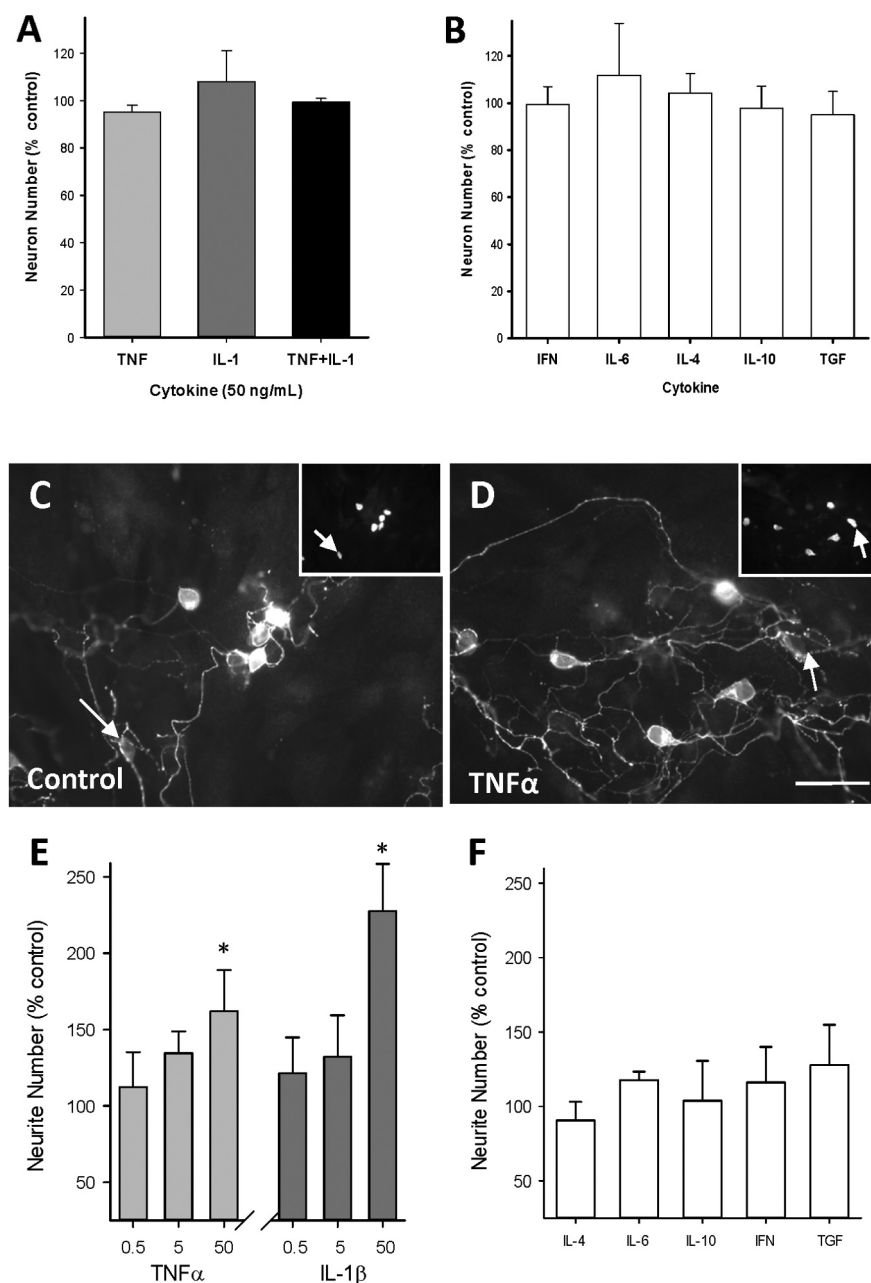 A
Neuron Number (% control)
120
100
80
60
40
20
0
TNF IL-1 TNF+IL-1
Cytokine (50 ng/mL)
B
Neuron Number (% control)
120
100
80
60
40
20
0
IFN IL-6 IL-4 IL-10 TGF
Cytokine
C
Control
D
TNFα
E
Neurite Number (% control)
250
200
150
100
50
*
*
0.5 5 50 0.5 5 50
TNFα IL-1β
F
Neurite Number (% control)
250
200
150
100
50
IL-4 IL-6 IL-10 IFN TGF